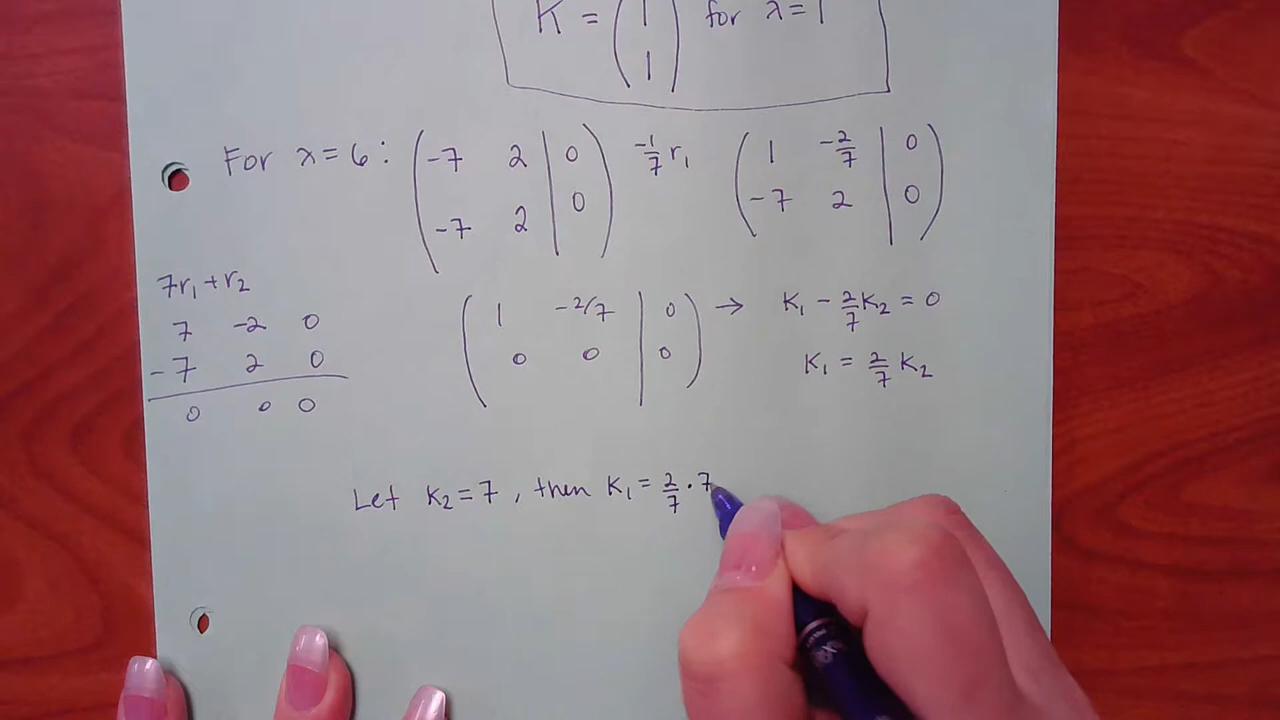 K = (1 1) for λ=1
For λ=6: (-7 2 | 0) -1/7 r₁ (1 -2/7 | 0)
(-7 2 | 0) (-7 2 | 0)
7r₁+r₂
7 -2 0
-7 2 0
0 0 0
(1 -2/7 | 0) → K₁ - 2/7 K₂ = 0
(0 0 | 0) K₁ = 2/7 K₂
Let K₂=7, then K₁ = 2/7 · 7